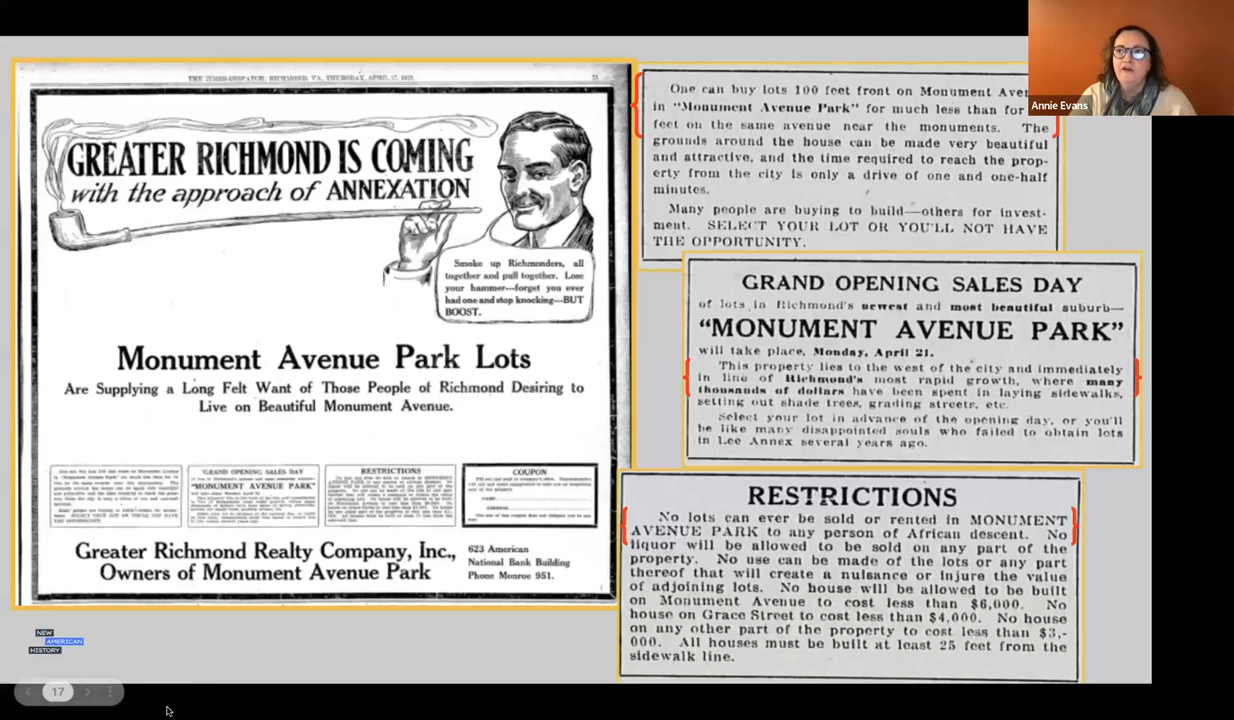 THE TIMES-DISPATCH, RICHMOND, VA., THURSDAY, APRIL 17, 1913.
11
GREATER RICHMOND IS COMING
with the approach of ANNEXATION
Smoke up Richmonders, all
together and pull together. Lose
your hammer---forget you ever
had one and stop knocking---BUT
BOOST.
Monument Avenue Park Lots
Are Supplying a Long Felt Want of Those People of Richmond Desiring to
Live on Beautiful Monument Avenue.
GRAND OPENING SALES DAY
"MONUMENT AVENUE PARK"
RESTRICTIONS
COUPON
Greater Richmond Realty Company, Inc.,
Owners of Monument Avenue Park
623 American
National Bank Building
Phone Monroe 951.
One can buy lots 100 feet front on Monument
in "Monument Avenue Park" for much less than for
feet on the same avenue near the monuments. The
grounds around the house can be made very beautiful
and attractive, and the time required to reach the prop-
erty from the city is only a drive of one and one-half
minutes.
Many people are buying to build—others for invest-
ment. SELECT YOUR LOT OR YOU'LL NOT HAVE
THE OPPORTUNITY.
GRAND OPENING SALES DAY
of lots in Richmond's newest and most beautiful suburb—
"MONUMENT AVENUE PARK"
will take place, Monday, April 21.
This property lies to the west of the city and immediately
in line of Richmond's most rapid growth, where many
thousands of dollars have been spent in laying sidewalks,
setting out shade trees, grading streets, etc.
Select your lot in advance of the opening day, or you'll
be like many disappointed souls who failed to obtain lots
in Lee Annex several years ago.
RESTRICTIONS
No lots can ever be sold or rented in MONUMENT
AVENUE PARK to any person of African descent. No
liquor will be allowed to be sold on any part of the
property. No use can be made of the lots or any part
thereof that will create a nuisance or injure the value
of adjoining lots. No house will be allowed to be built
on Monument Avenue to cost less than $6,000. No
house on Grace Street to cost less than $4,000. No house
on any other part of the property to cost less than $3,-
000. All houses must be built at least 25 feet from the
sidewalk line.
Annie Evans
NEW
AMERICAN
HISTORY
17